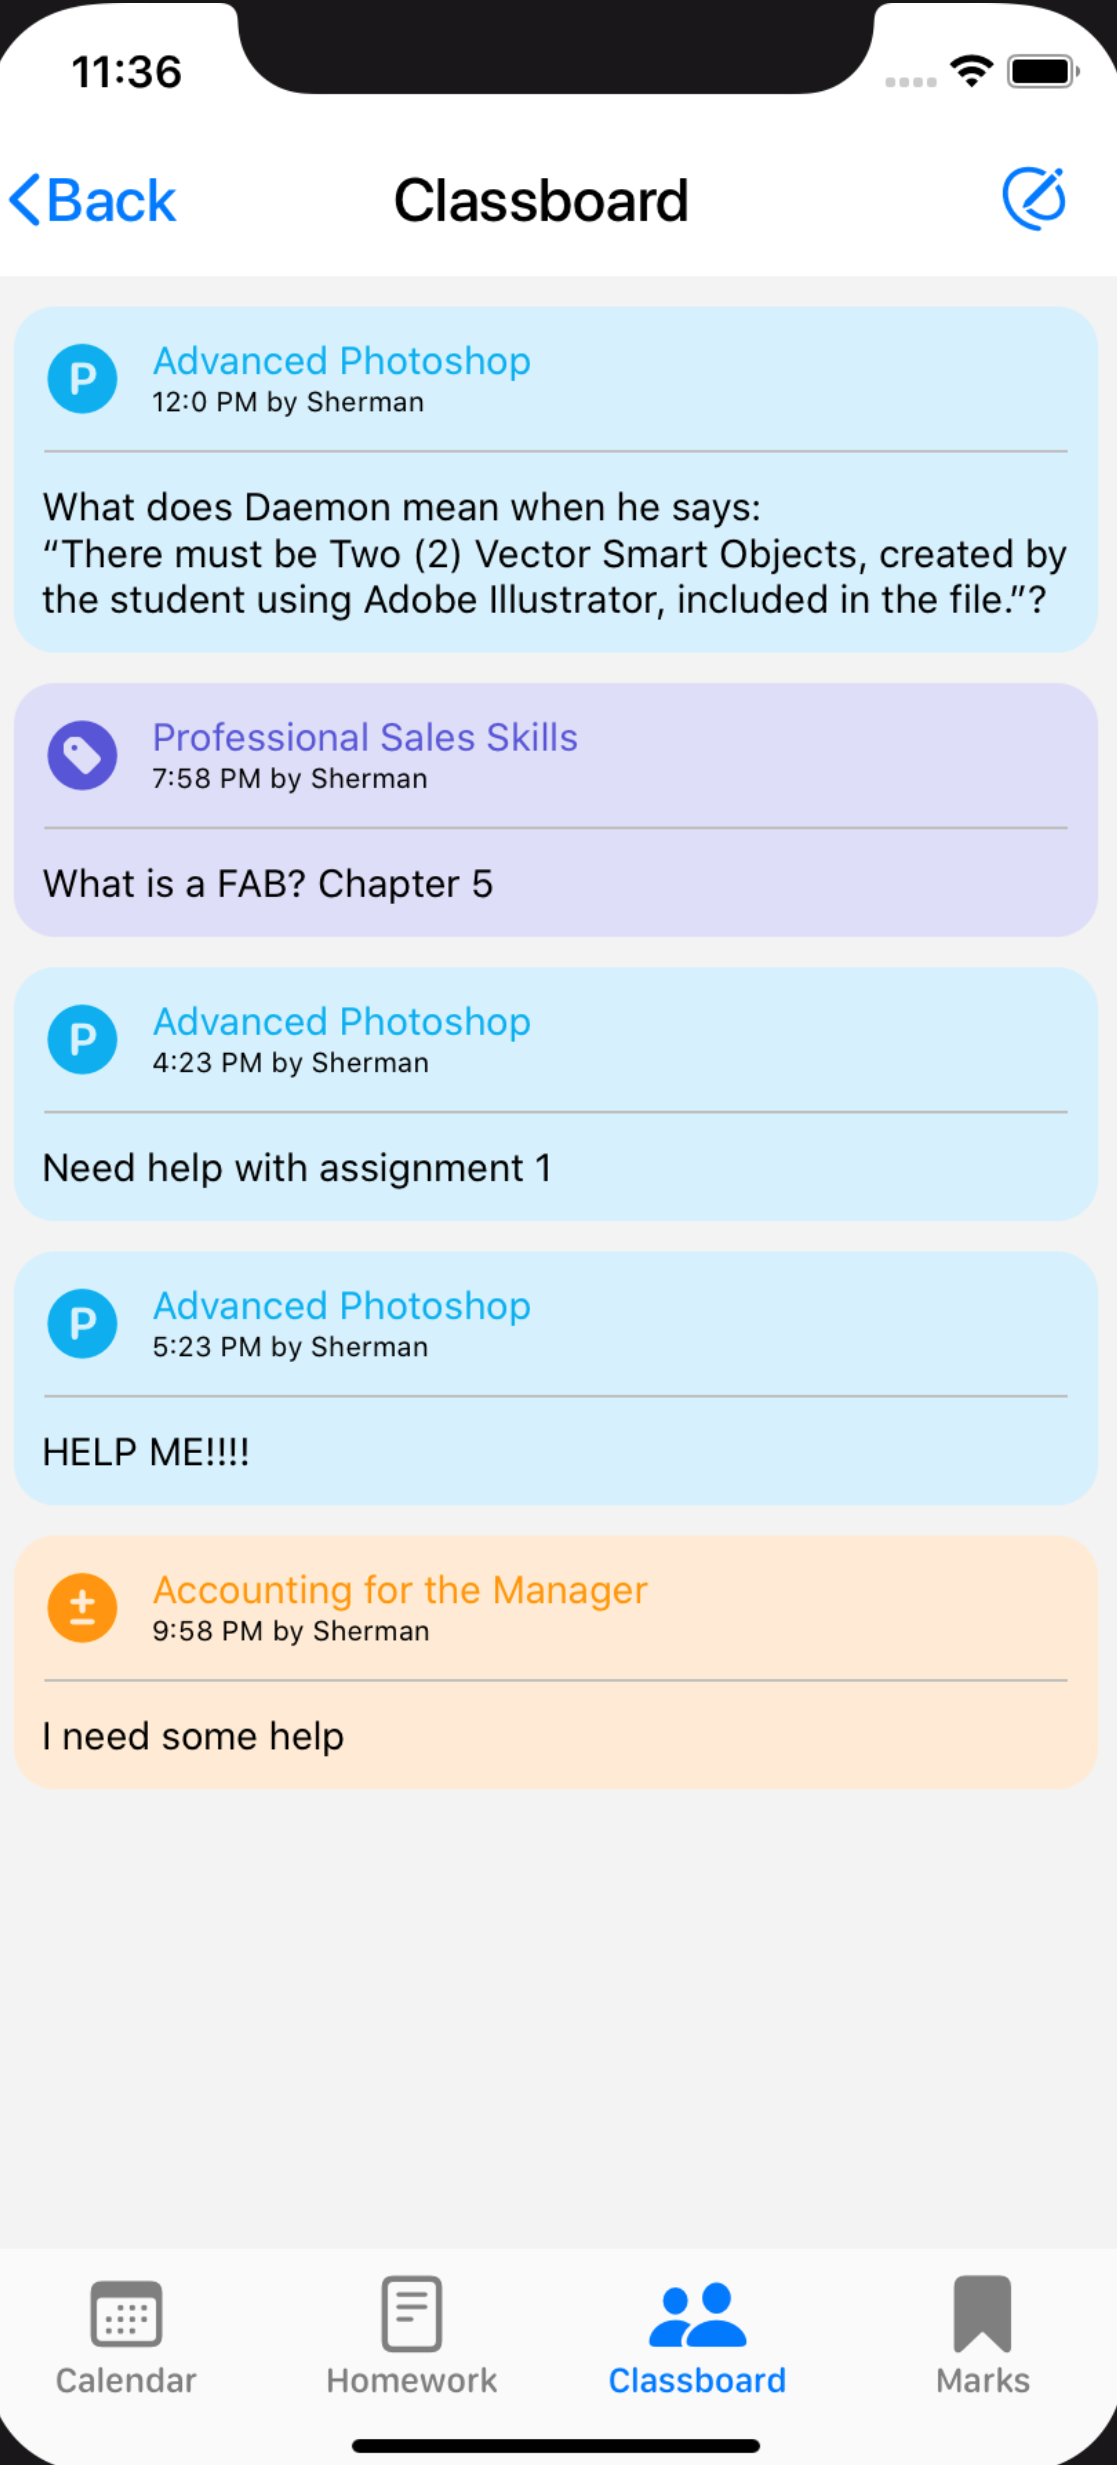 11:36
Back
Classboard
P
Advanced Photoshop
12:0 PM by Sherman
What does Daemon mean when he says:
“There must be Two (2) Vector Smart Objects, created by
the student using Adobe Illustrator, included in the file.”?
Professional Sales Skills
7:58 PM by Sherman
What is a FAB? Chapter 5
P
Advanced Photoshop
4:23 PM by Sherman
Need help with assignment 1
P
Advanced Photoshop
5:23 PM by Sherman
HELP ME!!!!
±
Accounting for the Manager
9:58 PM by Sherman
I need some help
Calendar
Homework
Classboard
Marks